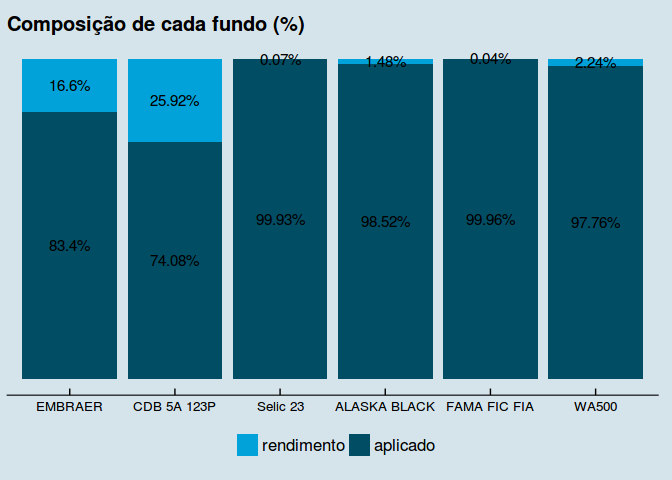 Composição de cada fundo (%)
16.6% 25.92% 0.07% 1.48% 0.04% 2.24%
83.4% 74.08% 99.93% 98.52% 99.96% 97.76%
EMBRAER CDB 5A 123P Selic 23 ALASKA BLACK FAMA FIC FIA WA500
rendimento aplicado